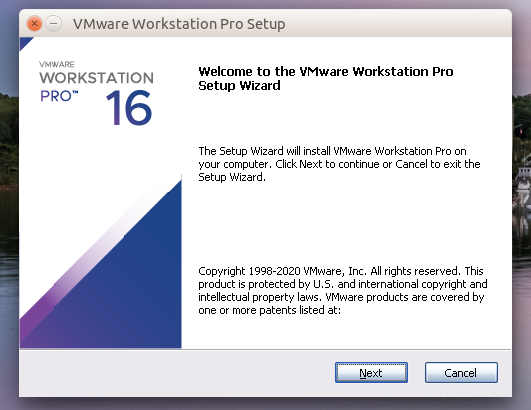 VMware Workstation Pro Setup
VMWARE
WORKSTATION
PRO™ 16
Welcome to the VMware Workstation Pro
Setup Wizard
The Setup Wizard will install VMware Workstation Pro on
your computer. Click Next to continue or Cancel to exit the
Setup Wizard.
Copyright 1998-2020 VMware, Inc. All rights reserved. This
product is protected by U.S. and international copyright and
intellectual property laws. VMware products are covered by
one or more patents listed at:
Next
Cancel